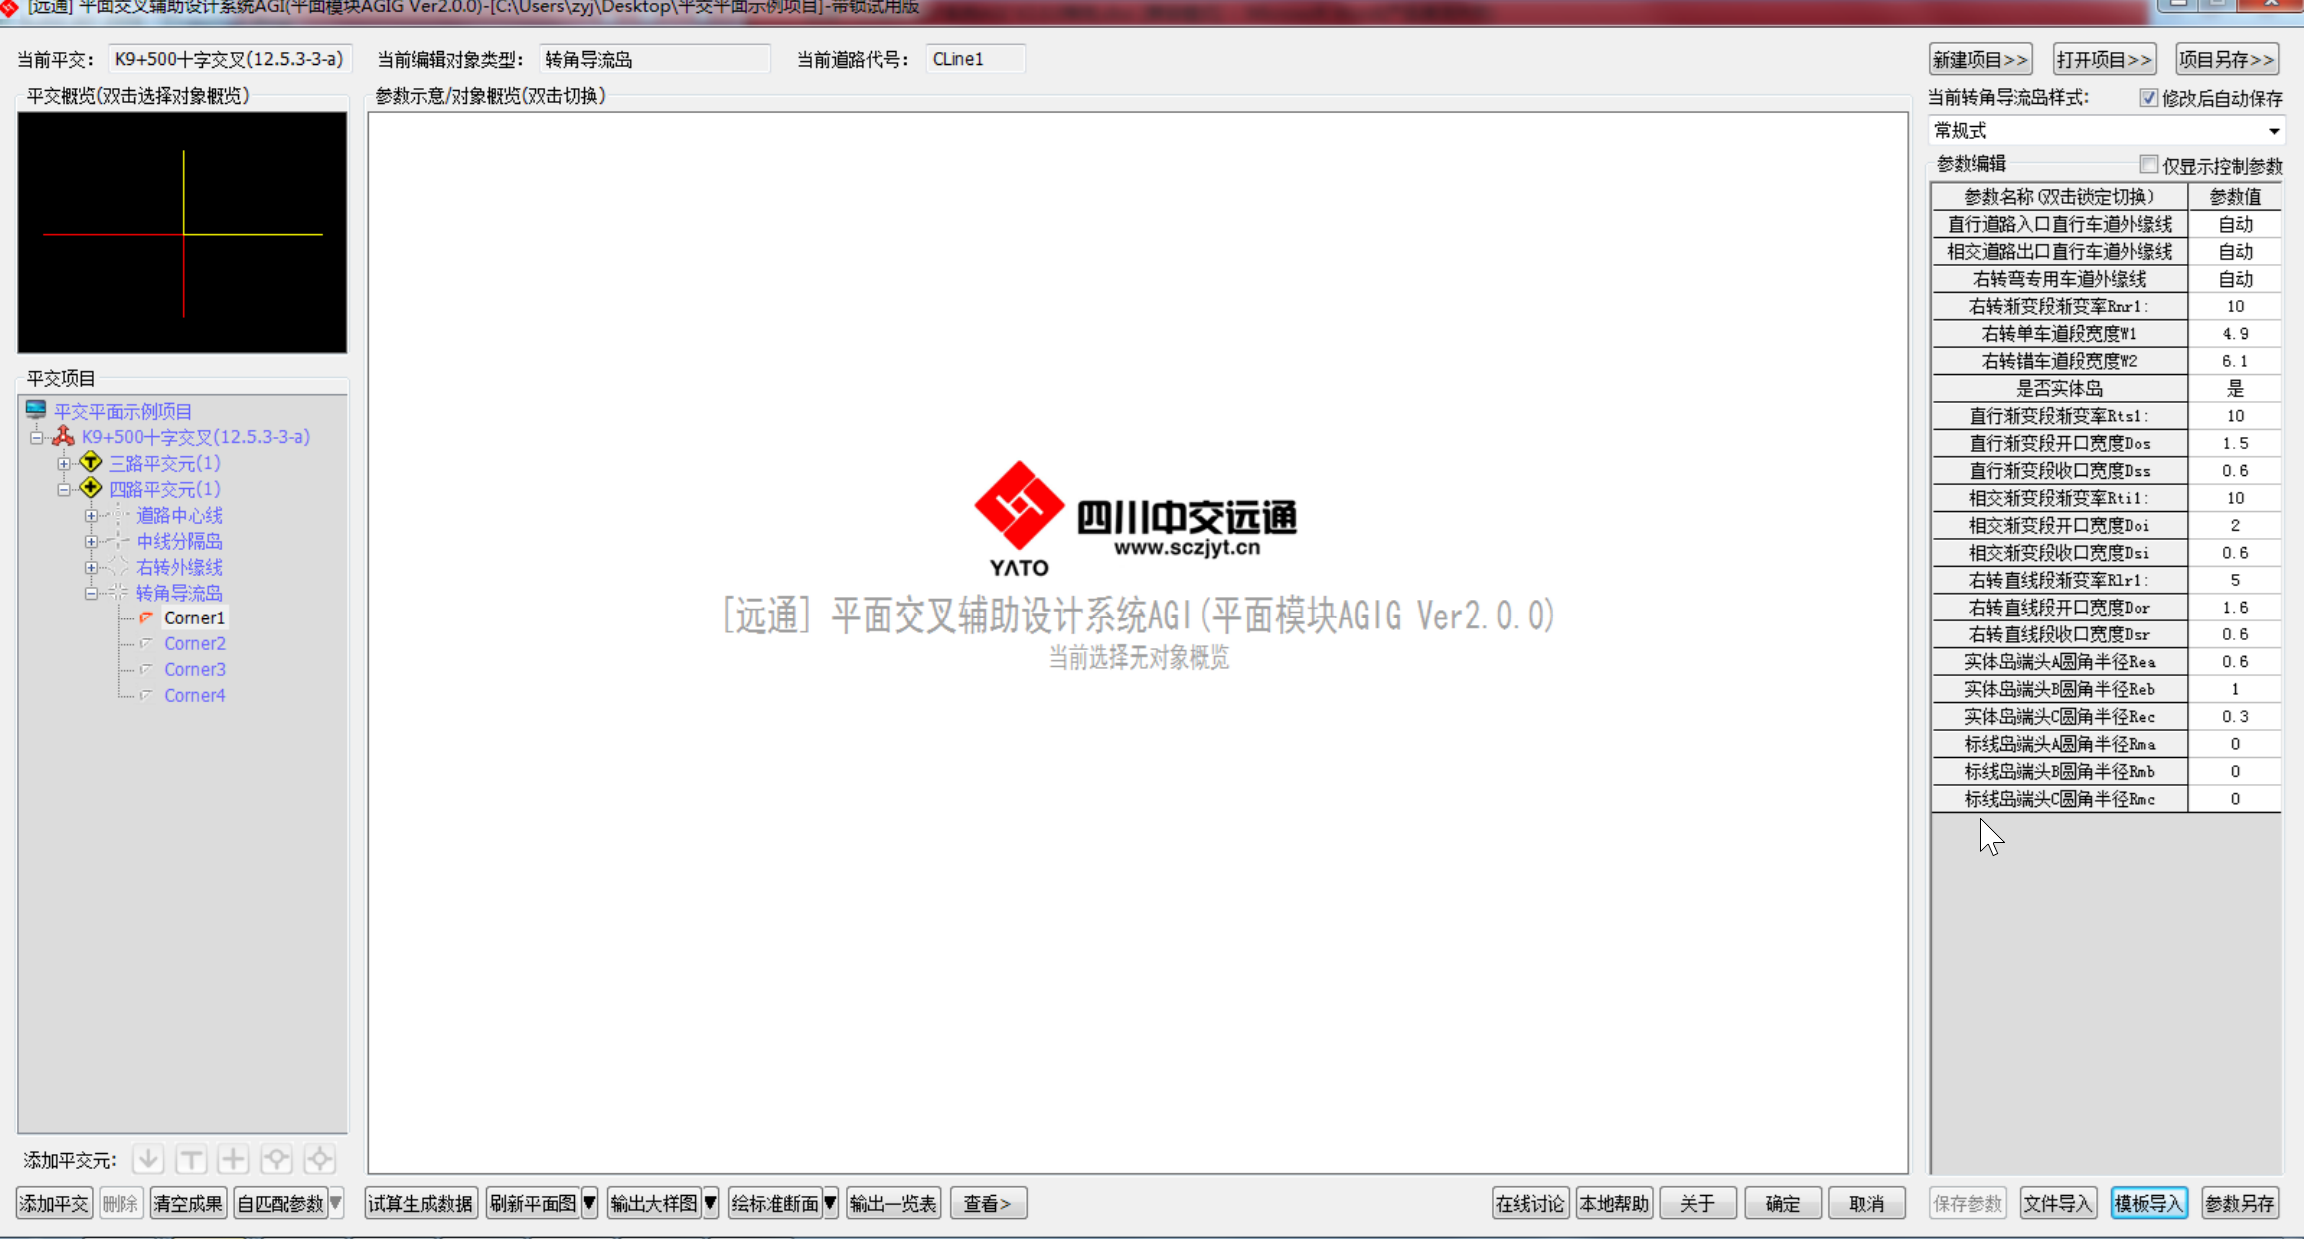 [远通] 平面交叉辅助设计系统AGI(平面模块AGIG Ver2.0.0)-[C:\Users\zyj\Desktop\平交平面示例项目]-带锁试用版
当前平交： K9+500十字交叉(12.5.3-3-a) 当前编辑对象类型： 转角导流岛 当前道路代号： CLine1 新建项目>> 打开项目>> 项目另存>>
平交概览(双击选择对象概览)
参数示意/对象概览(双击切换)
当前转角导流岛样式: 修改后自动保存
常规式
参数编辑 仅显示控制参数
参数名称(双击锁定切换) 参数值
直行道路入口直行车道外缘线 自动
相交道路出口直行车道外缘线 自动
右转弯专用车道外缘线 自动
右转渐变段渐变率Rnr1: 10
右转单车道段宽度W1 4.9
右转错车道段宽度W2 6.1
是否实体岛 是
直行渐变段渐变率Rts1: 10
直行渐变段开口宽度Dos 1.5
直行渐变段收口宽度Dss 0.6
相交渐变段渐变率Rti1: 10
相交渐变段开口宽度Doi 2
相交渐变段收口宽度Dsi 0.6
右转直线段渐变率Rlr1: 5
右转直线段开口宽度Dor 1.6
右转直线段收口宽度Dsr 0.6
实体岛端头A圆角半径Rea 0.6
实体岛端头B圆角半径Reb 1
实体岛端头C圆角半径Rec 0.3
标线岛端头A圆角半径Rma 0
标线岛端头B圆角半径Rmb 0
标线岛端头C圆角半径Rmc 0
平交项目
平交平面示例项目
K9+500十字交叉(12.5.3-3-a)
三路平交元(1)
四路平交元(1)
道路中心线
中线分隔岛
右转外缘线
转角导流岛
Corner1
Corner2
Corner3
Corner4
YATO
四川中交远通
www.sczjyt.cn
[远通] 平面交叉辅助设计系统AGI(平面模块AGIG Ver2.0.0)
当前选择无对象概览
添加平交元:
添加平交 删除 清空成果 自匹配参数 试算生成数据 刷新平面图 输出大样图 绘标准断面 输出一览表 查看> 在线讨论 本地帮助 关于 确定 取消 保存参数 文件导入 模板导入 参数另存